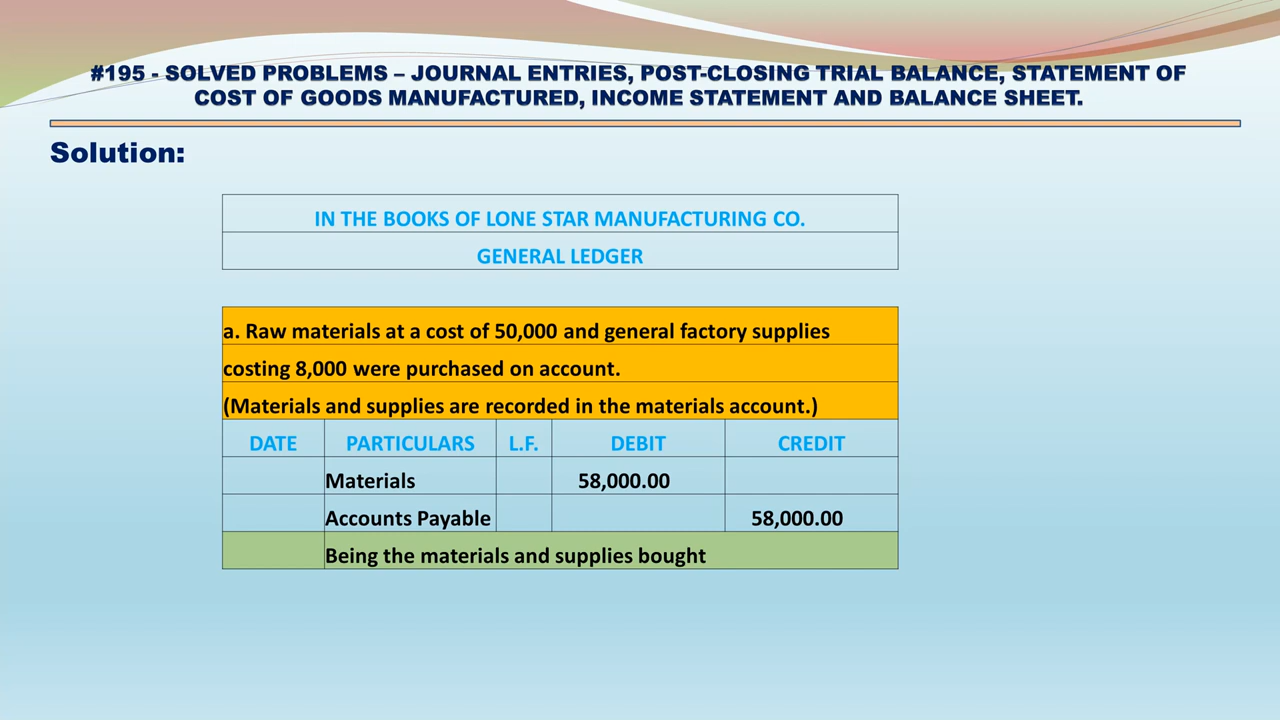 #195 - SOLVED PROBLEMS – JOURNAL ENTRIES, POST-CLOSING TRIAL BALANCE, STATEMENT OF
COST OF GOODS MANUFACTURED, INCOME STATEMENT AND BALANCE SHEET.
Solution:
IN THE BOOKS OF LONE STAR MANUFACTURING CO.
GENERAL LEDGER
a. Raw materials at a cost of 50,000 and general factory supplies
costing 8,000 were purchased on account.
(Materials and supplies are recorded in the materials account.)
DATE PARTICULARS L.F. DEBIT CREDIT
Materials 58,000.00
Accounts Payable 58,000.00
Being the materials and supplies bought